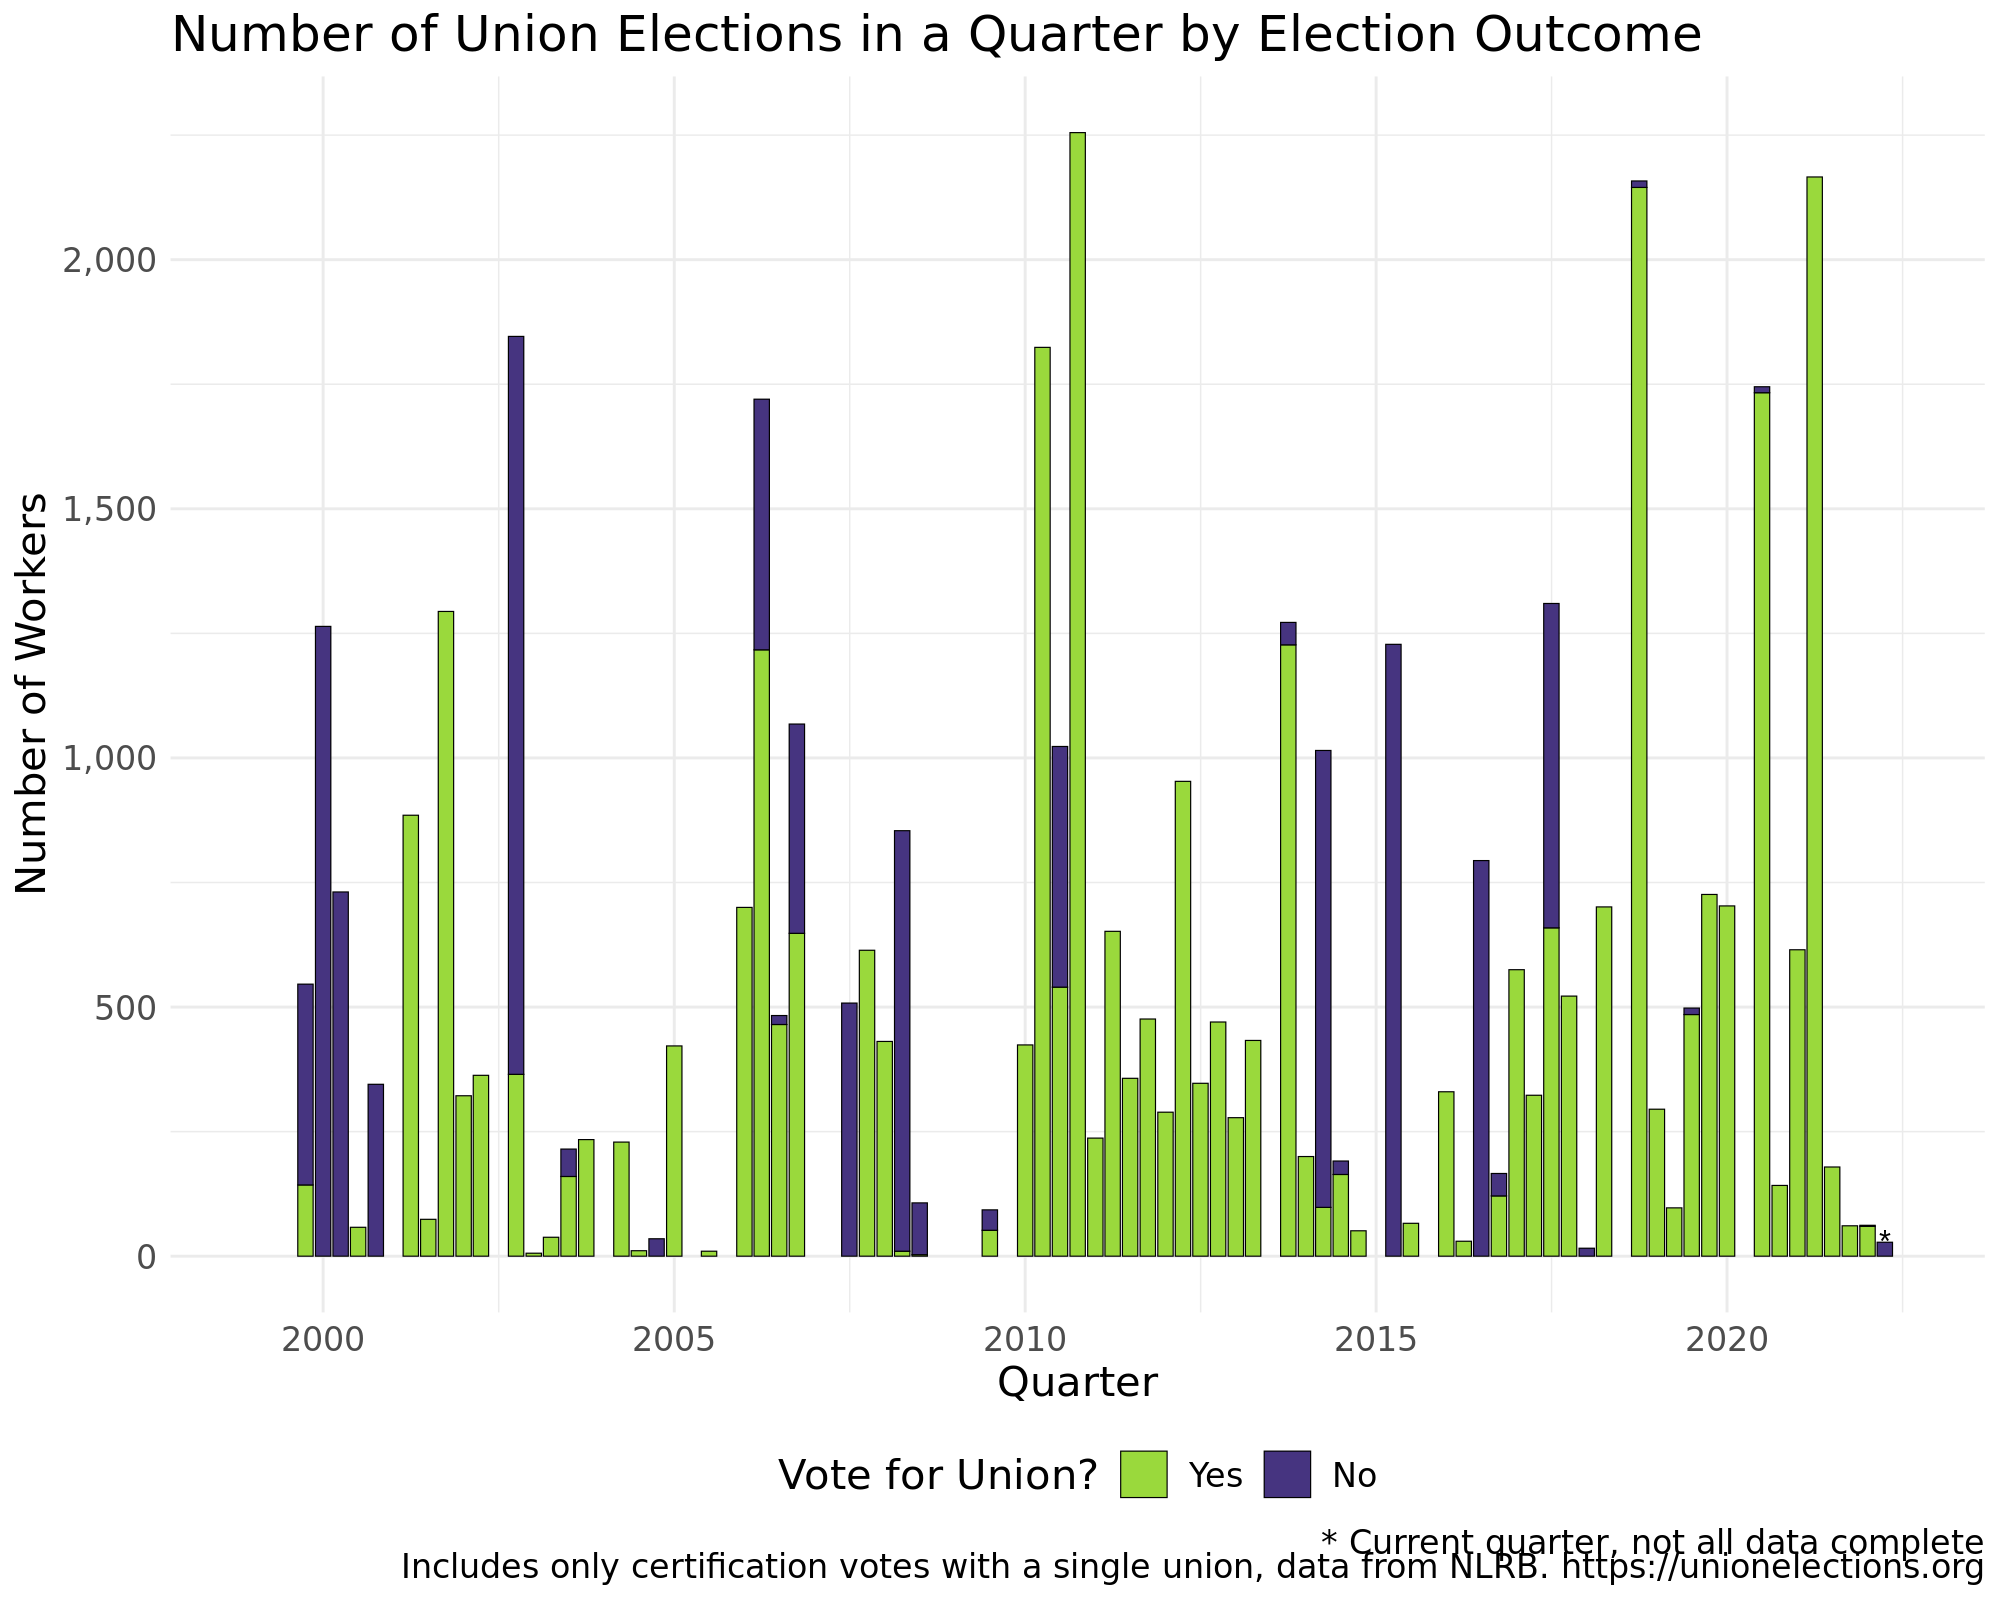 Number of Union Elections in a Quarter by Election Outcome
Number of Workers
2,000
1,500
1,000
500
0
2000 2005 2010 2015 2020
*
Quarter
Vote for Union? Yes No
* Current quarter, not all data complete
Includes only certification votes with a single union, data from NLRB. https://unionelections.org